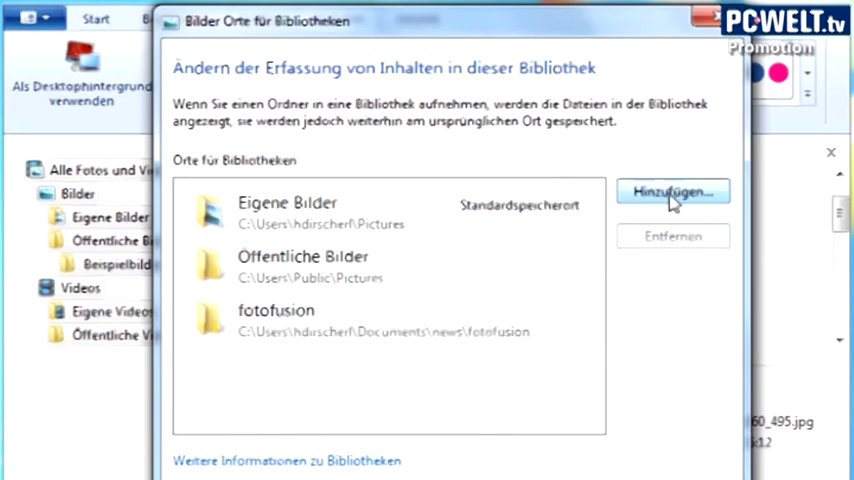 Start
Bilder Orte für Bibliotheken
PCWELT.tv
Promotion
Als Desktophintergrund
verwenden
Ändern der Erfassung von Inhalten in dieser Bibliothek
Wenn Sie einen Ordner in eine Bibliothek aufnehmen, werden die Dateien in der Bibliothek
angezeigt, sie werden jedoch weiterhin am ursprünglichen Ort gespeichert.
Orte für Bibliotheken
Alle Fotos und Vi
Bilder
Eigene Bilder
Öffentliche B
Beispielbild
Videos
Eigene Videos
Öffentliche Vi
Eigene Bilder
Standardspeicherort
C:\Users\hdirscherl\Pictures
Öffentliche Bilder
C:\Users\Public\Pictures
fotofusion
C:\Users\hdirscherl\Documents\news\fotofusion
Hinzufügen...
Entfernen
60_495.jpg
Weitere Informationen zu Bibliotheken